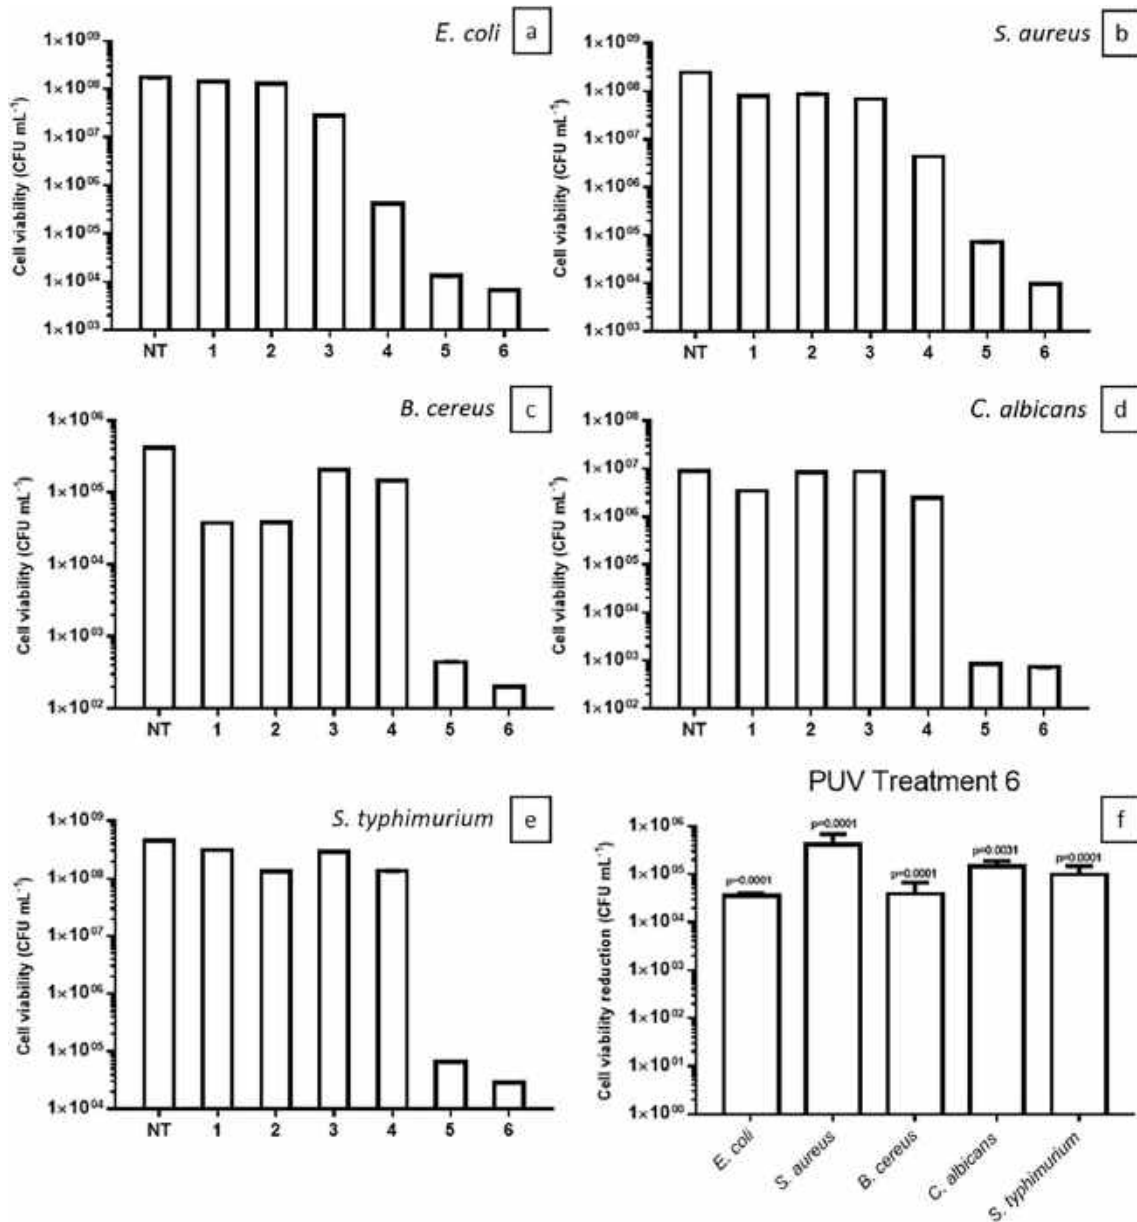 E. coli a
Cell viability (CFU mL⁻¹)
1×10⁰⁹
1×10⁰⁸
1×10⁰⁷
1×10⁰⁶
1×10⁰⁵
1×10⁰⁴
1×10⁰³
NT 1 2 3 4 5 6
S. aureus b
Cell viability (CFU mL⁻¹)
1×10⁰⁹
1×10⁰⁸
1×10⁰⁷
1×10⁰⁶
1×10⁰⁵
1×10⁰⁴
1×10⁰³
NT 1 2 3 4 5 6
B. cereus c
Cell viability (CFU mL⁻¹)
1×10⁰⁶
1×10⁰⁵
1×10⁰⁴
1×10⁰³
1×10⁰²
NT 1 2 3 4 5 6
C. albicans d
Cell viability (CFU mL⁻¹)
1×10⁰⁸
1×10⁰⁷
1×10⁰⁶
1×10⁰⁵
1×10⁰⁴
1×10⁰³
1×10⁰²
NT 1 2 3 4 5 6
S. typhimurium e
Cell viability (CFU mL⁻¹)
1×10⁰⁹
1×10⁰⁸
1×10⁰⁷
1×10⁰⁶
1×10⁰⁵
1×10⁰⁴
NT 1 2 3 4 5 6
PUV Treatment 6
f
Cell viability reduction (CFU mL⁻¹)
1×10⁰⁶
1×10⁰⁵
1×10⁰⁴
1×10⁰³
1×10⁰²
1×10⁰¹
1×10⁰⁰
p=0.0001 p=0.0001 p=0.0001 p=0.0031 p=0.0001
E. coli S. aureus B. cereus C. albicans S. typhimurium